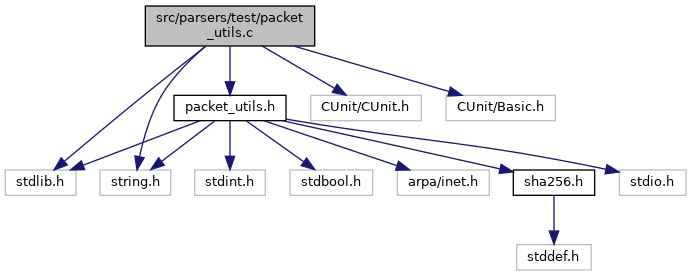 src/parsers/test/packet
_utils.c
packet_utils.h
CUnit/CUnit.h
CUnit/Basic.h
stdlib.h
string.h
stdint.h
stdbool.h
arpa/inet.h
sha256.h
stdio.h
stddef.h